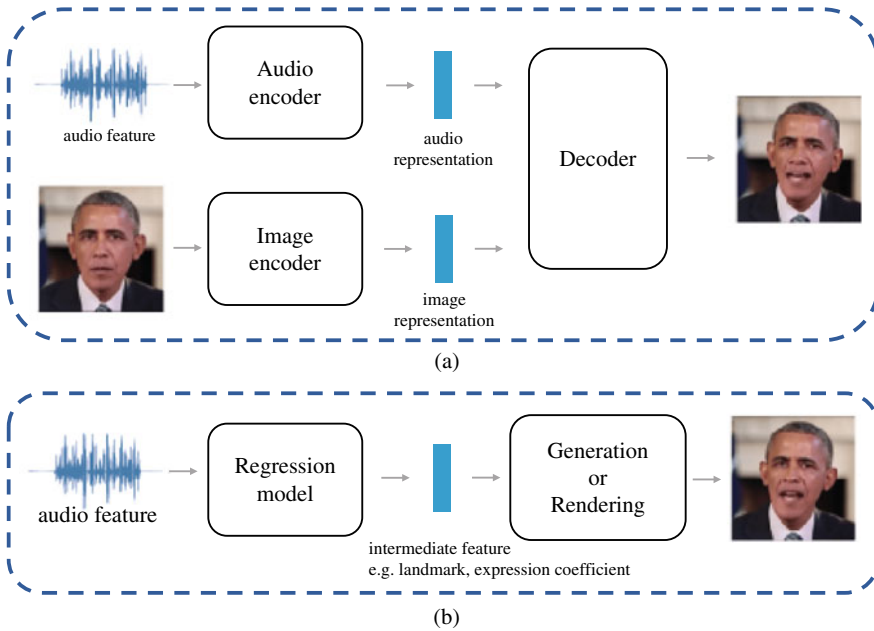 Audio
encoder
audio feature
audio
representation
Decoder
Image
encoder
image
representation
(a)
Regression
model
audio feature
intermediate feature
e.g. landmark, expression coefficient
Generation
or
Rendering
(b)